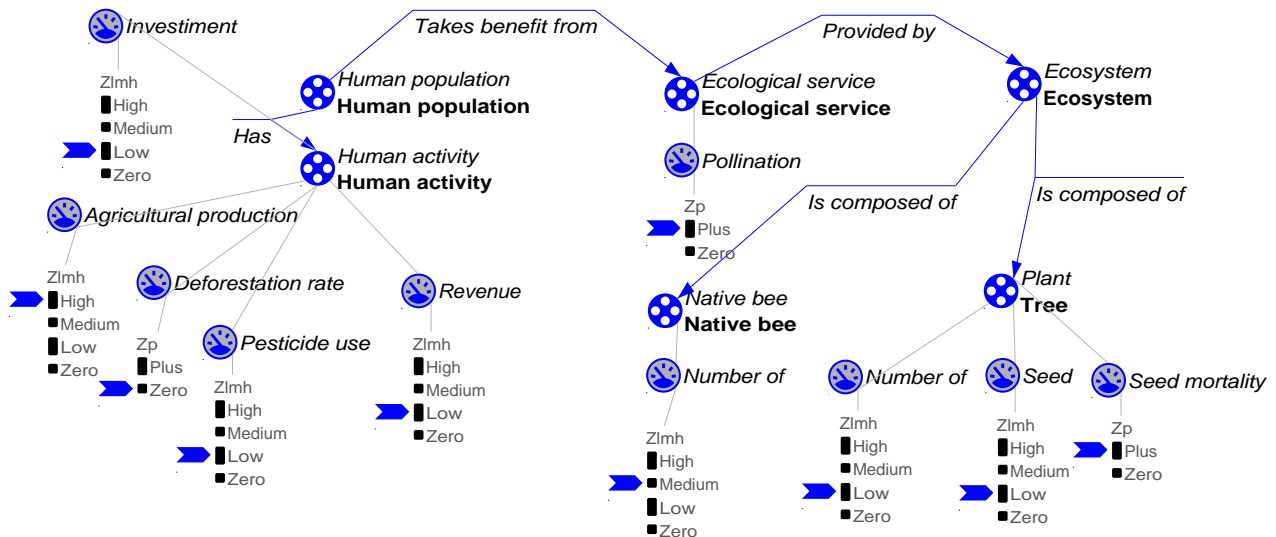 Investiment
Zlmh
High
Medium
Low
Zero
Takes benefit from
Provided by
Human population
Human population
Has
Human activity
Human activity
Ecological service
Ecological service
Ecosystem
Ecosystem
Pollination
Zp
Plus
Zero
Is composed of
Is composed of
Agricultural production
Zlmh
High
Medium
Low
Zero
Deforestation rate
Zp
Plus
Zero
Pesticide use
Zlmh
High
Medium
Low
Zero
Revenue
Zlmh
High
Medium
Low
Zero
Native bee
Native bee
Number of
Zlmh
High
Medium
Low
Zero
Plant
Tree
Number of
Zlmh
High
Medium
Low
Zero
Seed
Zlmh
High
Medium
Low
Zero
Seed mortality
Zp
Plus
Zero